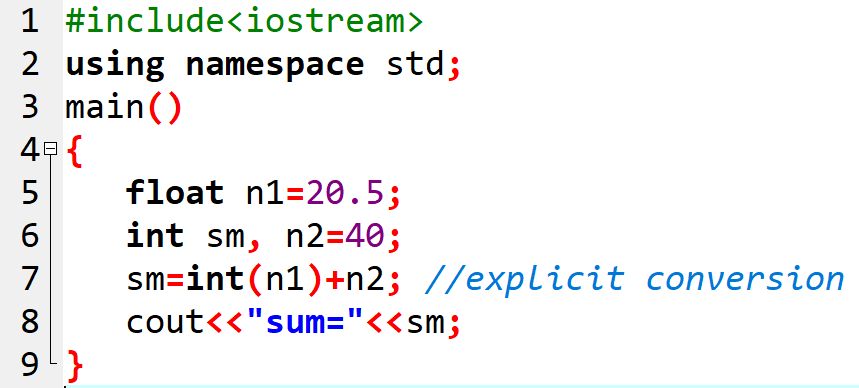 1 #include<iostream>
2 using namespace std;
3 main()
4 {
5 float n1=20.5;
6 int sm, n2=40;
7 sm=int(n1)+n2; //explicit conversion
8 cout<<"sum="<<sm;
9 }